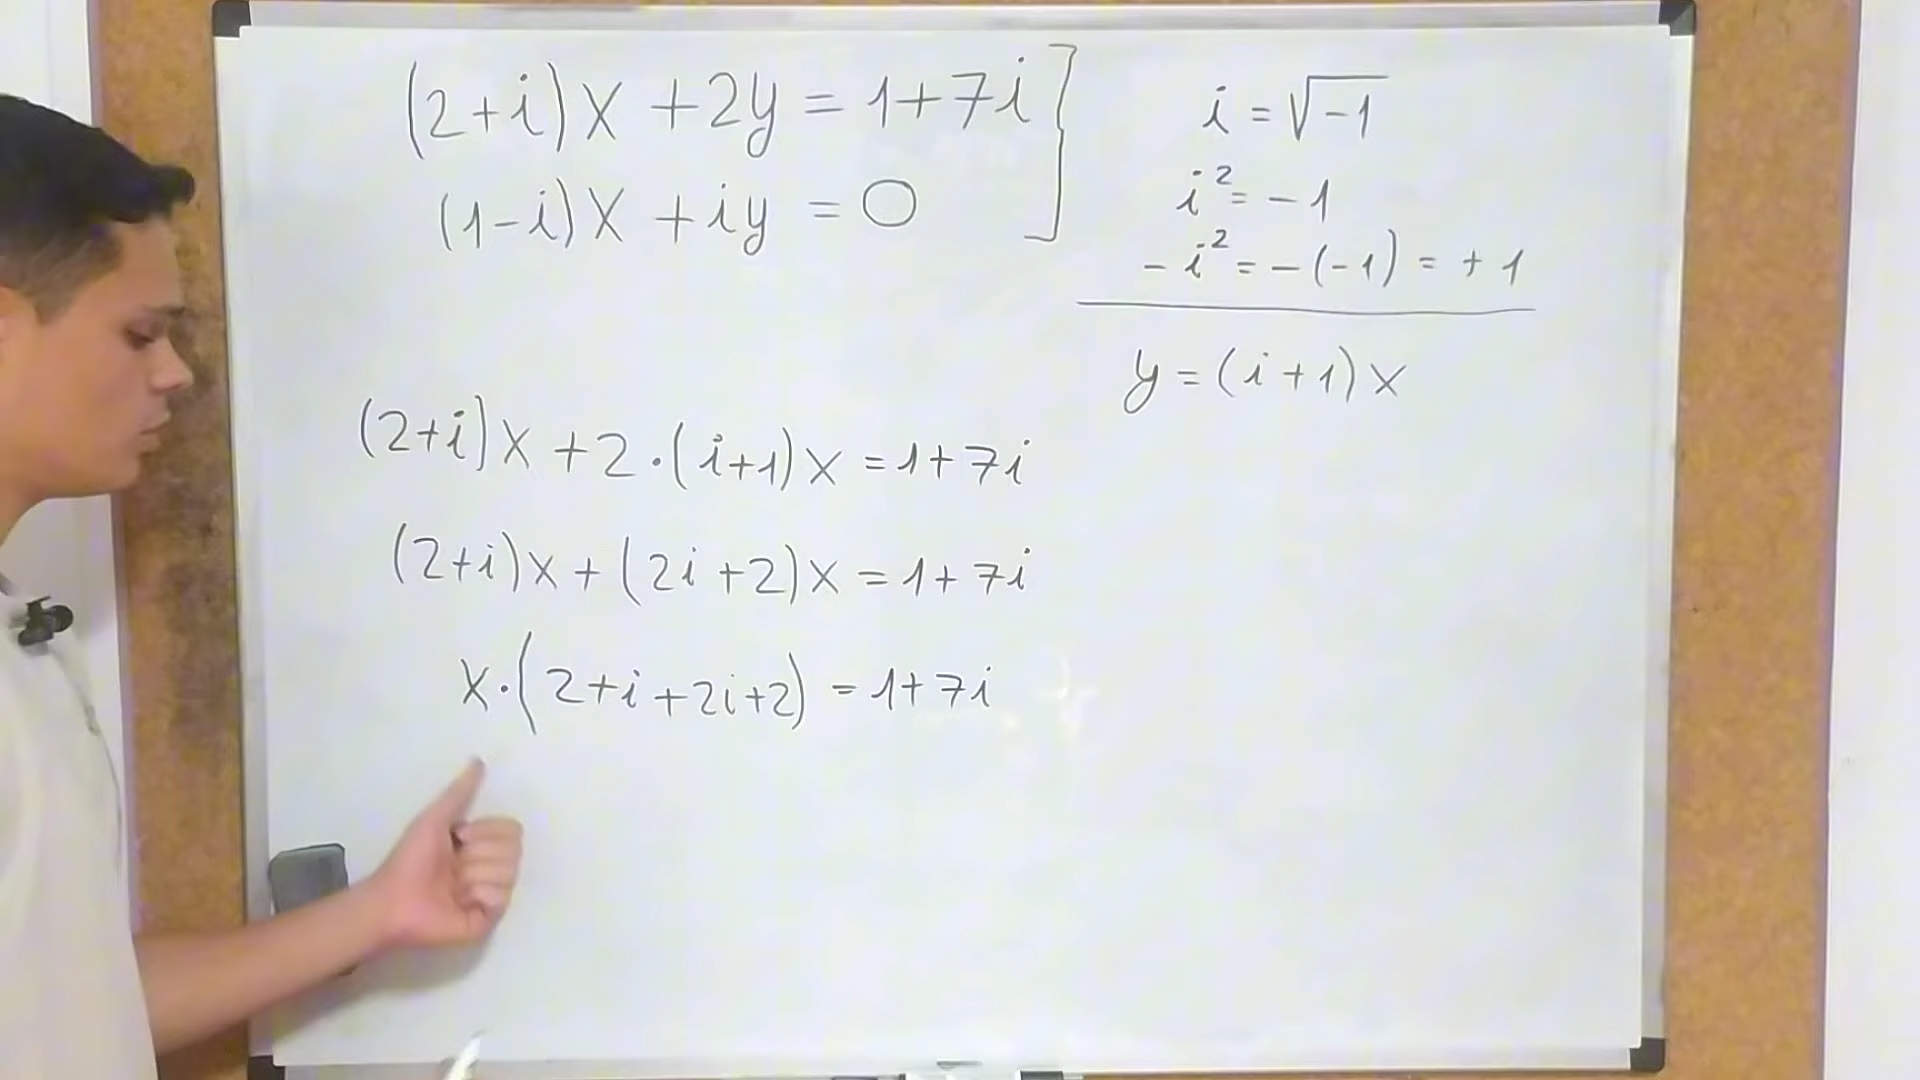 (2+i)x+2y=1+7i
(1-i)x+iy=0
i=√-1
i²=-1
-i²=-(-1)=+1
y=(i+1)x
(2+i)x+2·(i+1)x=1+7i
(2+i)x+(2i+2)x=1+7i
x·(2+i+2i+2)=1+7i